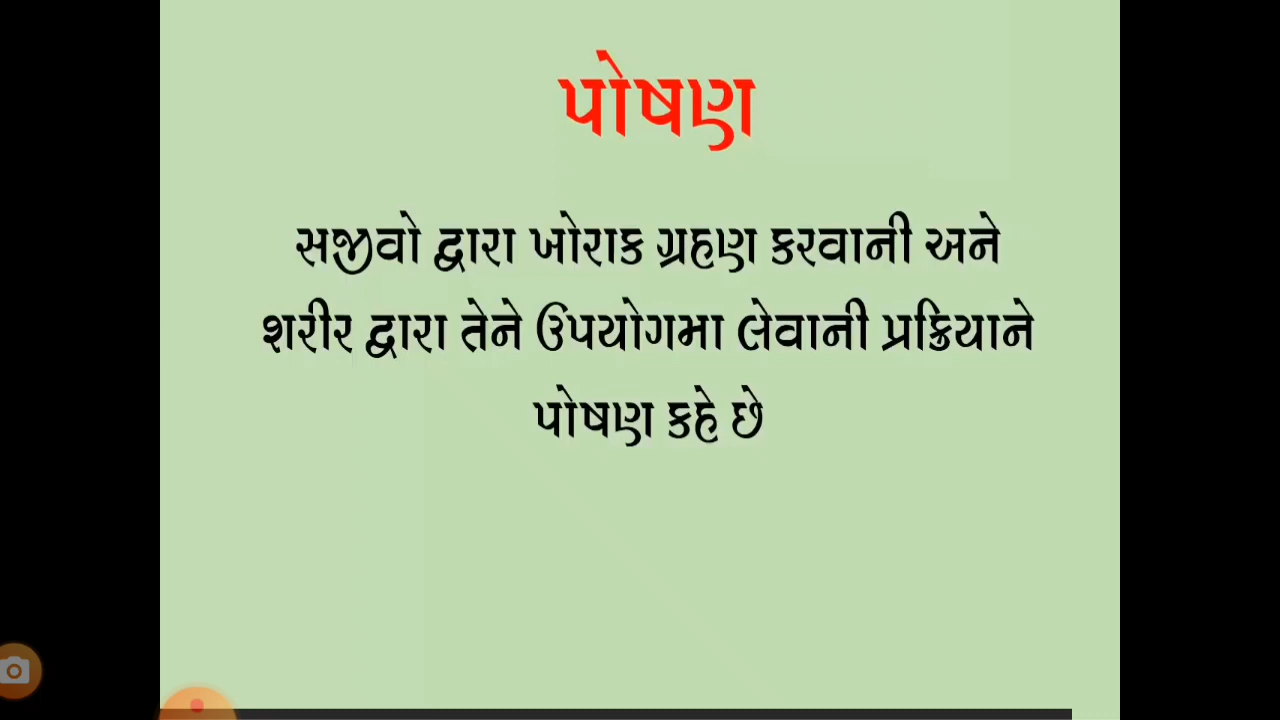 પોષણ
સજીવો દ્વારા ખોરાક ગ્રહણ કરવાની અને
શરીર દ્વારા તેને ઉપયોગમા લેવાની પ્રક્રિયાને
પોષણ કહે છે